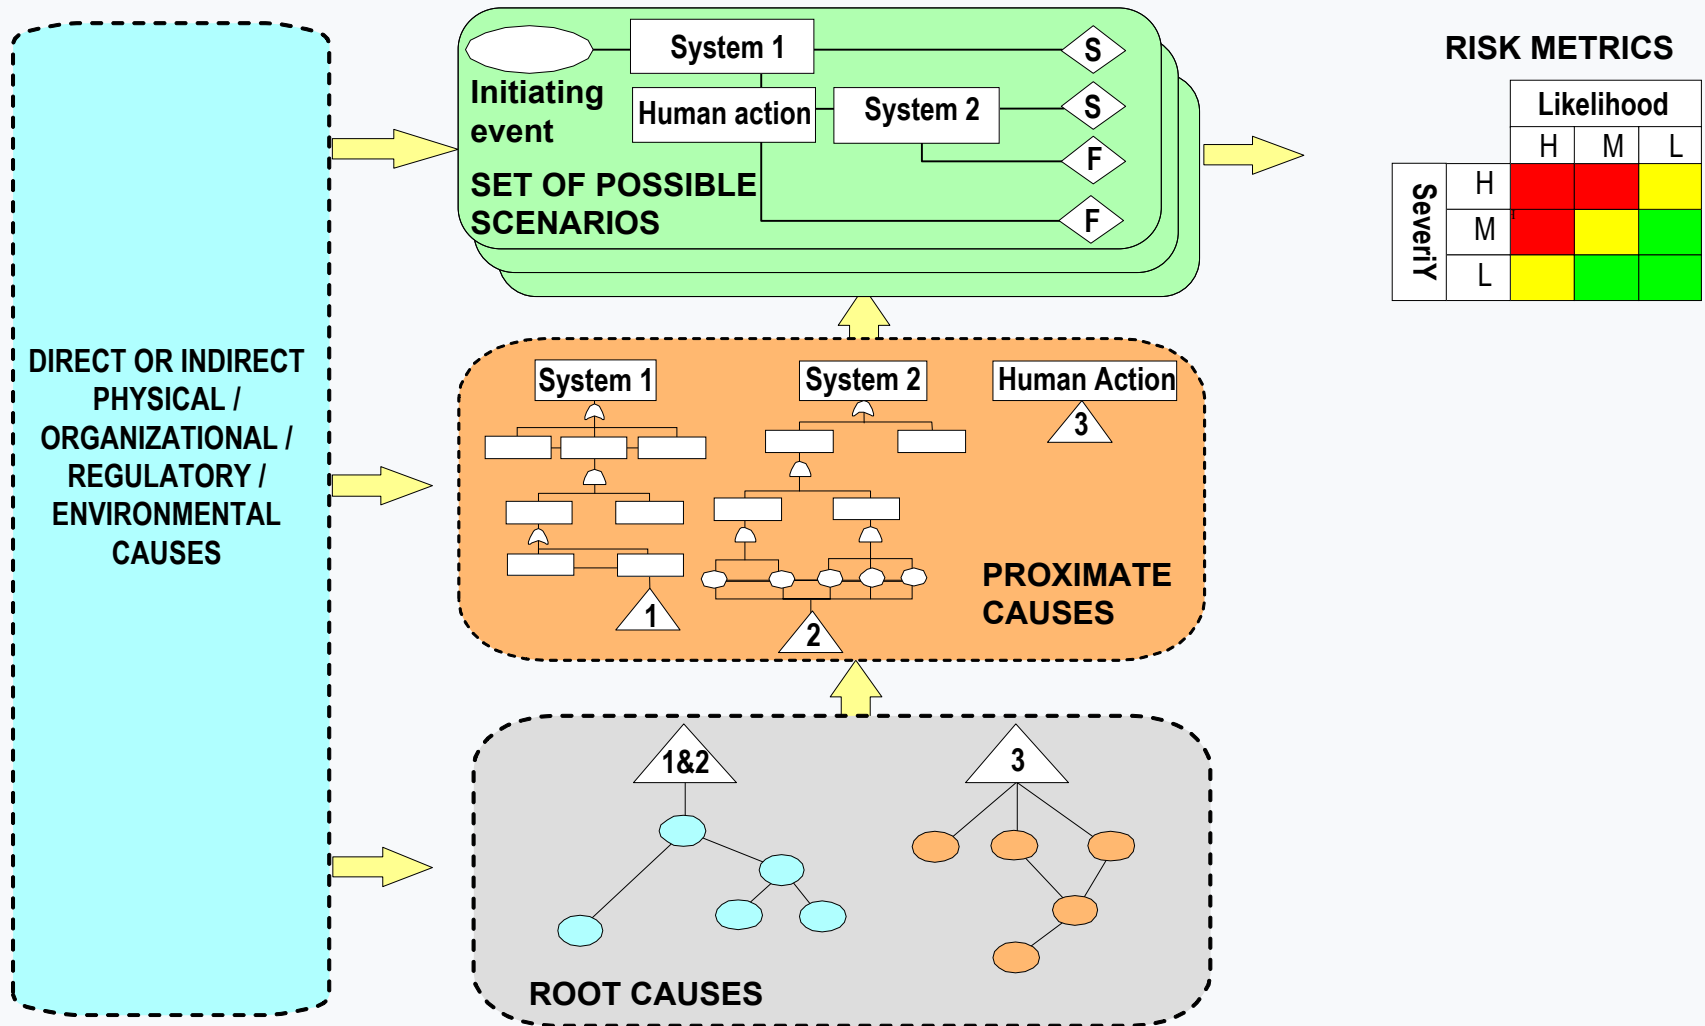 DIRECT OR INDIRECT
PHYSICAL /
ORGANIZATIONAL /
REGULATORY /
ENVIRONMENTAL
CAUSES
System 1
S
Initiating
event
Human action
System 2
S
F
SET OF POSSIBLE
SCENARIOS
F
RISK METRICS
Likelihood
H M L
SeveriY
H
M
L
System 1
System 2
Human Action
3
1
2
PROXIMATE
CAUSES
1&2
3
ROOT CAUSES